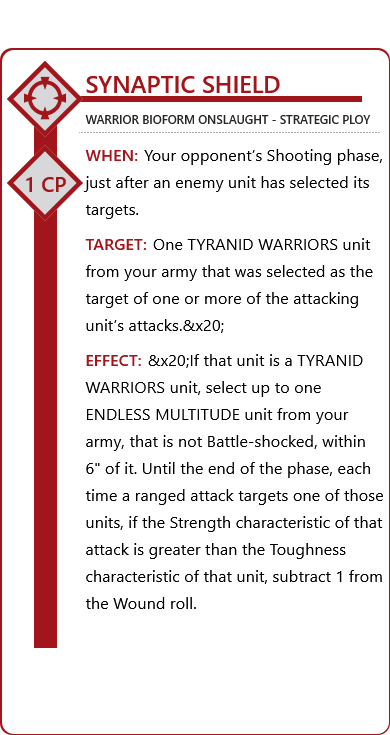 SYNAPTIC SHIELD
WARRIOR BIOFORM ONSLAUGHT - STRATEGIC PLOY
1 CP
WHEN: Your opponent's Shooting phase,
just after an enemy unit has selected its
targets.
TARGET: One TYRANID WARRIORS unit
from your army that was selected as the
target of one or more of the attacking
unit's attacks.&x20;
EFFECT: &x20;If that unit is a TYRANID
WARRIORS unit, select up to one
ENDLESS MULTITUDE unit from your
army, that is not Battle-shocked, within
6" of it. Until the end of the phase, each
time a ranged attack targets one of those
units, if the Strength characteristic of that
attack is greater than the Toughness
characteristic of that unit, subtract 1 from
the Wound roll.